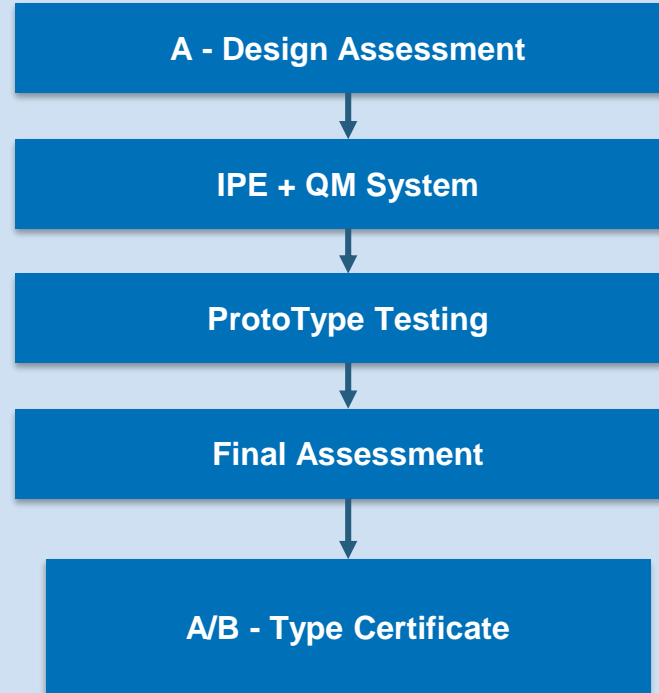 A - Design Assessment
IPE + QM System
ProtoType Testing
Final Assessment
A/B - Type Certificate